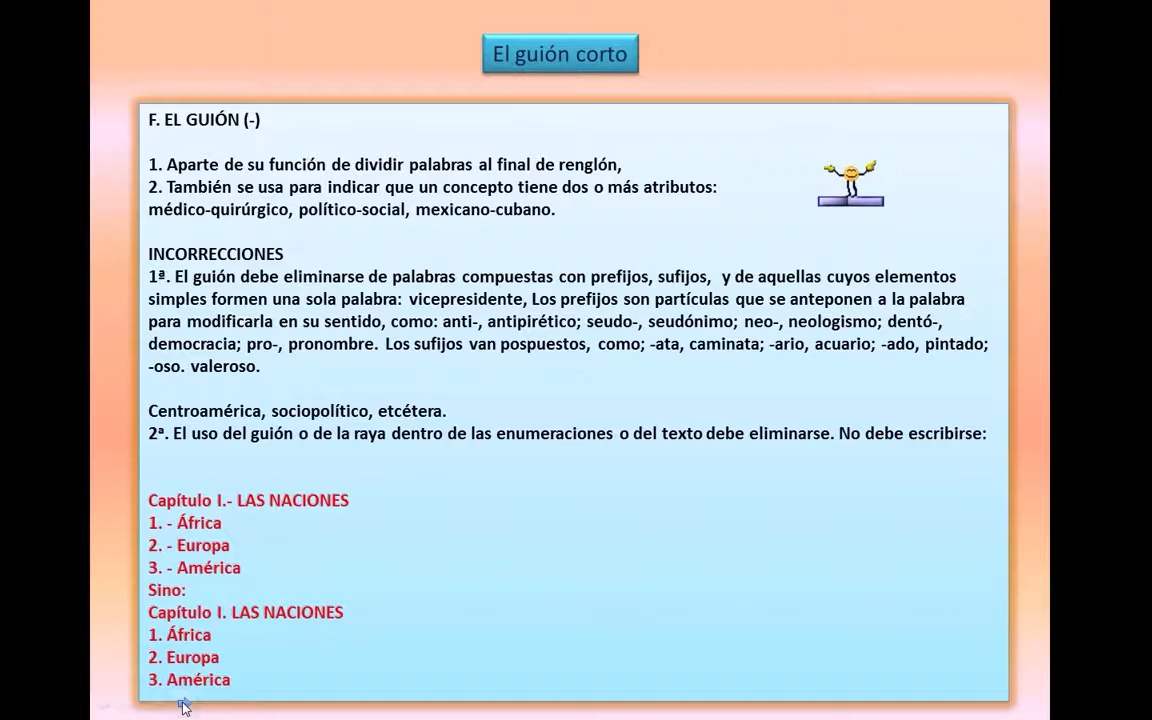 El guión corto
F. EL GUIÓN (-)
1. Aparte de su función de dividir palabras al final de renglón,
2. También se usa para indicar que un concepto tiene dos o más atributos:
médico-quirúrgico, político-social, mexicano-cubano.
INCORRECCIONES
1ª. El guión debe eliminarse de palabras compuestas con prefijos, sufijos, y de aquellas cuyos elementos
simples formen una sola palabra: vicepresidente, Los prefijos son partículas que se anteponen a la palabra
para modificarla en su sentido, como: anti-, antipirético; seudo-, seudónimo; neo-, neologismo; dentó-,
democracia; pro-, pronombre. Los sufijos van pospuestos, como; -ata, caminata; -ario, acuario; -ado, pintado;
-oso. valeroso.
Centroamérica, sociopolítico, etcétera.
2ª. El uso del guión o de la raya dentro de las enumeraciones o del texto debe eliminarse. No debe escribirse:
Capítulo I.- LAS NACIONES
1. - África
2. - Europa
3. - América
Sino:
Capítulo I. LAS NACIONES
1. África
2. Europa
3. América